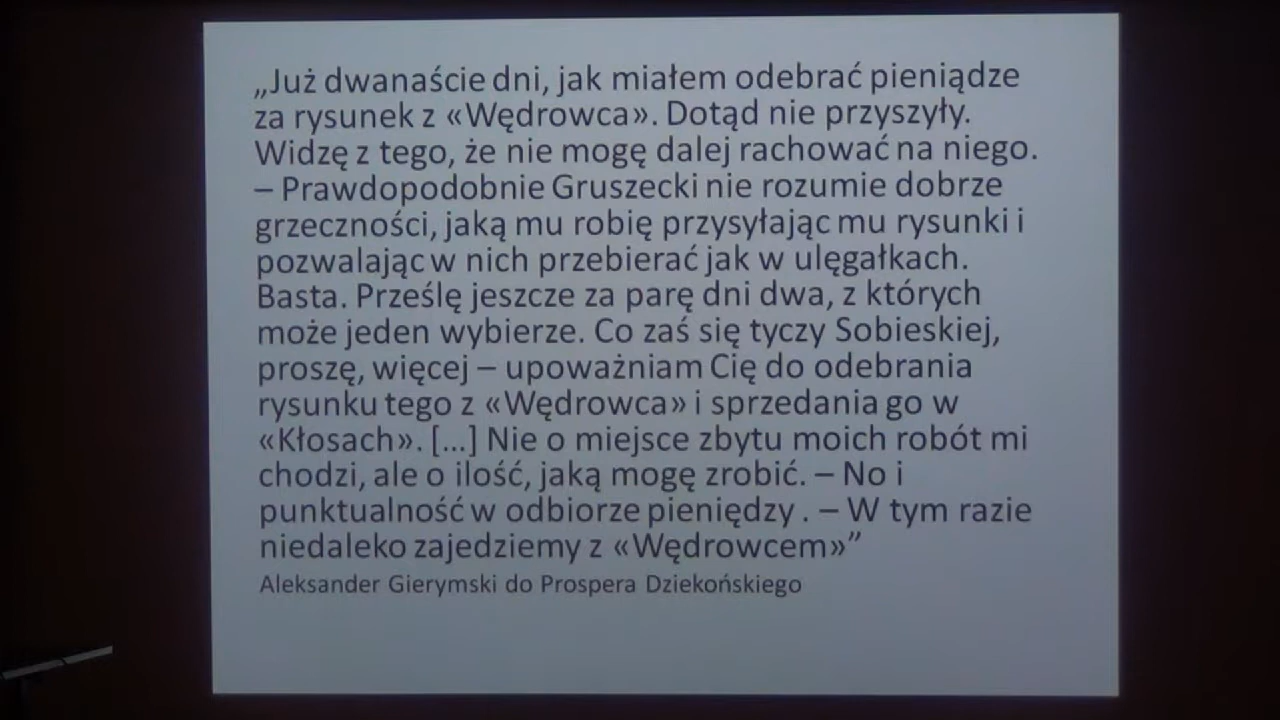 „Już dwanaście dni, jak miałem odebrać pieniądze
za rysunek z «Wędrowca». Dotąd nie przyszyły.
Widzę z tego, że nie mogę dalej rachować na niego.
– Prawdopodobnie Gruszecki nie rozumie dobrze
grzeczności, jaką mu robię przysyłając mu rysunki i
pozwalając w nich przebierać jak w ulęgałkach.
Basta. Prześlę jeszcze za parę dni dwa, z których
może jeden wybierze. Co zaś się tyczy Sobieskiej,
proszę, więcej – upoważniam Cię do odebrania
rysunku tego z «Wędrowca» i sprzedania go w
«Kłosach». [...] Nie o miejsce zbytu moich robót mi
chodzi, ale o ilość, jaką mogę zrobić. – No i
punktualność w odbiorze pieniędzy . – W tym razie
niedaleko zajedziemy z «Wędrowcem»”
Aleksander Gierymski do Prospera Dziekońskiego